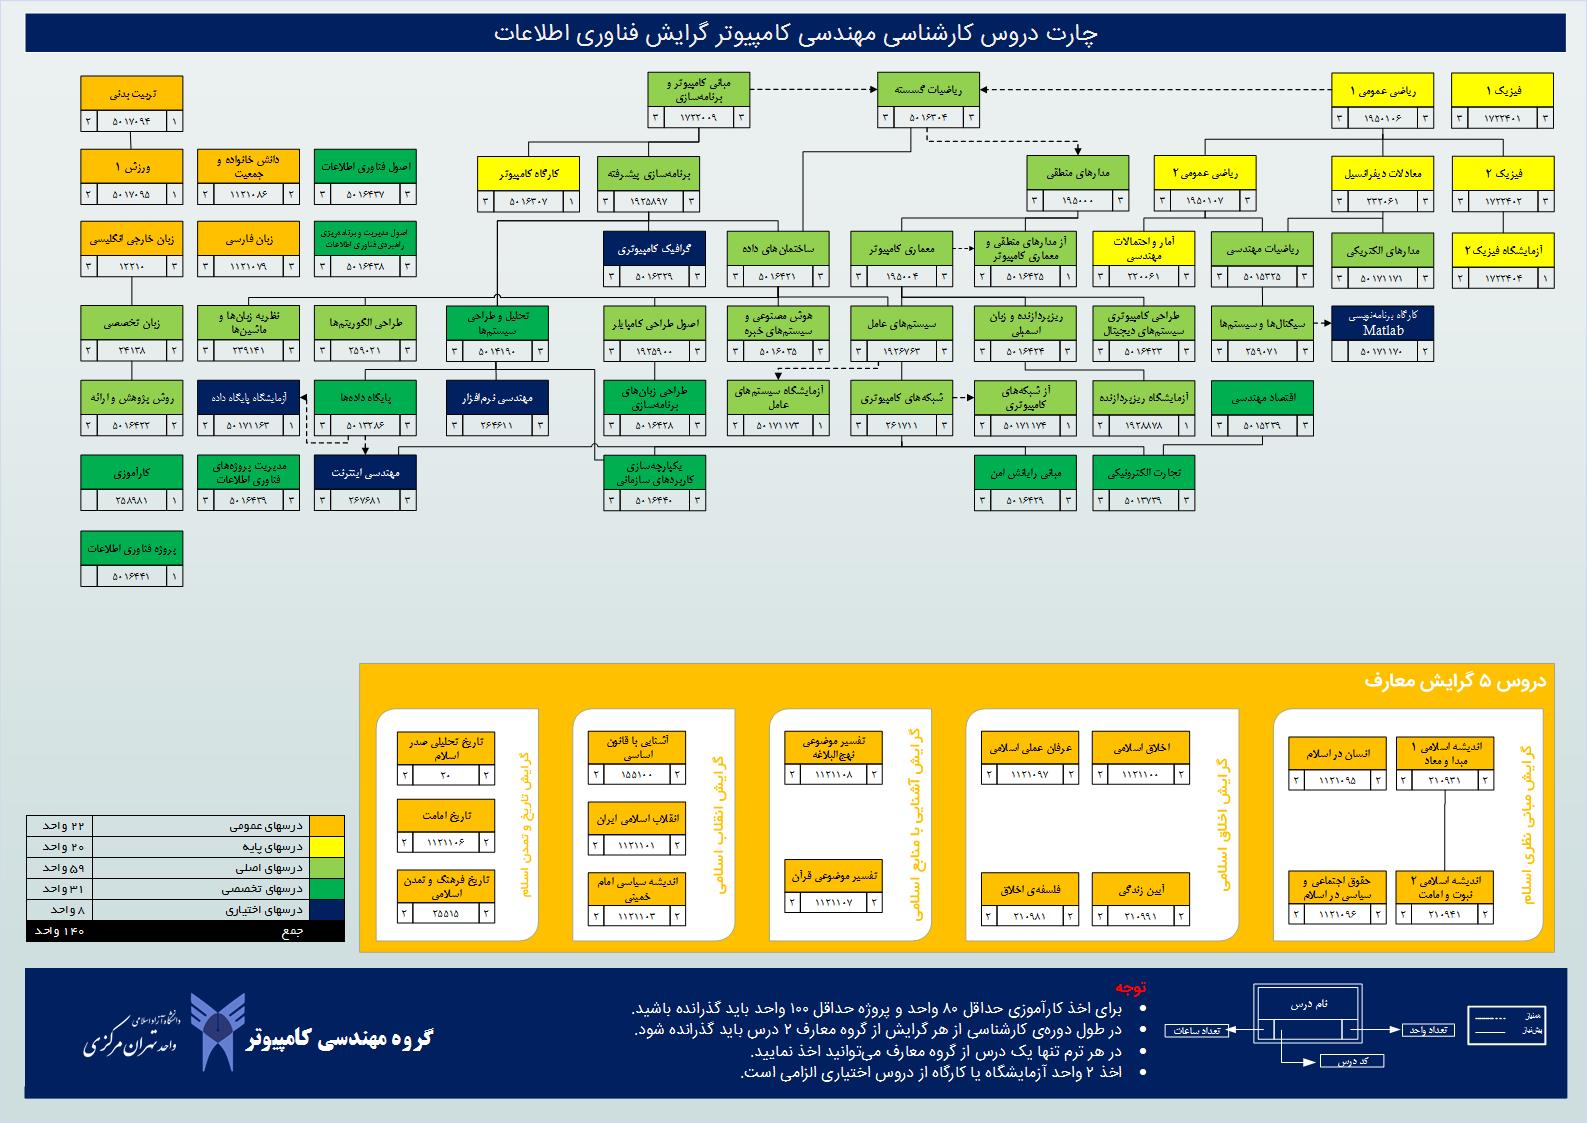 چارت دروس کارشناسی مهندسی کامپیوتر گرایش فناوری اطلاعات
فیزیک ۱
۳ ۱۷۲۲۴۰۱ ۳
ریاضی عمومی ۱
۳ ۱۹۵۰۱۰۶ ۳
ریاضیات گسسته
۳ ۵۰۱۶۳۰۴ ۳
مبانی کامپیوتر و
برنامه‌سازی
۳ ۱۷۲۲۰۰۹ ۳
تربیت بدنی
۱ ۵۰۱۷۰۹۴ ۲
فیزیک ۲
۳ ۱۷۲۲۴۰۲ ۳
معادلات دیفرانسیل
۳ ۲۳۲۰۶۱ ۳
ریاضی عمومی ۲
۳ ۱۹۵۰۱۰۷ ۳
مدارهای منطقی
۳ ۱۹۵۰۰۰ ۳
برنامه‌سازی پیشرفته
۳ ۱۹۲۵۸۹۷ ۳
کارگاه کامپیوتر
۱ ۵۰۱۶۳۰۷ ۳
اصول فناوری اطلاعات
۳ ۵۰۱۶۴۳۷ ۳
دانش خانواده و
جمعیت
۲ ۱۱۲۱۰۸۶ ۲
ورزش ۱
۱ ۵۰۱۷۰۹۵ ۲
آزمایشگاه فیزیک ۲
۱ ۱۷۲۲۴۰۴ ۲
مدارهای الکتریکی
۳ ۵۰۱۷۱۱۷۱ ۳
ریاضیات مهندسی
۳ ۵۰۱۵۳۲۵ ۳
آمار و احتمالات
مهندسی
۳ ۲۲۰۰۶۱ ۳
آز مدارهای منطقی و
معماری کامپیوتر
۱ ۵۰۱۶۴۲۵ ۲
معماری کامپیوتر
۳ ۱۹۵۰۰۴ ۳
ساختمان‌های داده
۳ ۵۰۱۶۴۲۱ ۳
گرافیک کامپیوتری
۳ ۵۰۱۶۳۲۹ ۳
اصول مدیریت و برنامه‌ریزی
راهبردی فناوری اطلاعات
۳ ۵۰۱۶۴۳۸ ۳
زبان فارسی
۳ ۱۱۲۱۰۷۹ ۳
زبان خارجی انگلیسی
۳ ۱۲۲۱۰ ۳
کارگاه برنامه‌نویسی
Matlab
۲ ۵۰۱۷۱۱۷۰
سیگنال‌ها و سیستم‌ها
۳ ۲۵۹۰۷۱ ۳
طراحی کامپیوتری
سیستم‌های دیجیتال
۳ ۵۰۱۶۴۲۳ ۳
ریزپردازنده و زبان
اسمبلی
۳ ۵۰۱۶۴۲۴ ۳
سیستم‌های عامل
۳ ۱۹۲۶۷۶۳ ۳
هوش مصنوعی و
سیستم‌های خبره
۳ ۵۰۱۶۰۳۵ ۳
اصول طراحی کامپایلر
۳ ۱۹۲۵۹۰۰ ۳
تحلیل و طراحی
سیستم‌ها
۳ ۵۰۱۴۱۹۰ ۳
طراحی الگوریتم‌ها
۳ ۲۵۹۰۲۱ ۳
نظریه زبان‌ها و
ماشین‌ها
۳ ۲۳۹۱۴۱ ۳
زبان تخصصی
۲ ۲۴۱۳۸ ۲
اقتصاد مهندسی
۳ ۵۰۱۵۲۳۹ ۳
آزمایشگاه ریزپردازنده
۱ ۱۹۲۸۸۷۸ ۲
آز شبکه‌های
کامپیوتری
۱ ۵۰۱۷۱۱۷۴ ۲
شبکه‌های کامپیوتری
۳ ۲۶۱۷۱۱ ۳
آزمایشگاه سیستم‌های
عامل
۱ ۵۰۱۷۱۱۷۳ ۲
طراحی زبان‌های
برنامه‌سازی
۳ ۵۰۱۶۴۲۸ ۳
مهندسی نرم‌افزار
۳ ۲۶۴۶۱۱ ۳
پایگاه داده‌ها
۳ ۵۰۱۳۲۸۶ ۳
آزمایشگاه پایگاه داده
۱ ۵۰۱۷۱۱۶۳ ۲
روش پژوهش و ارائه
۲ ۵۰۱۶۴۲۲ ۲
تجارت الکترونیکی
۳ ۵۰۱۳۷۳۹ ۳
مبانی رایانش امن
۳ ۵۰۱۶۴۲۹ ۳
یکپارچه‌سازی
کاربردهای سازمانی
۳ ۵۰۱۶۴۴۰ ۳
مهندسی اینترنت
۳ ۲۶۷۶۸۱ ۳
مدیریت پروژه‌های
فناوری اطلاعات
۳ ۵۰۱۶۴۳۹ ۳
کارآموزی
۱ ۲۵۸۹۸۱
پروژه فناوری اطلاعات
۱ ۵۰۱۶۴۴۱
دروس ۵ گرایش معارف
گرایش مبانی نظری اسلام
اندیشه اسلامی ۱
مبدا و معاد
۲ ۲۱۰۹۳۱ ۲
انسان در اسلام
۲ ۱۱۲۱۰۹۵ ۲
اندیشه اسلامی ۲
نبوت و امامت
۲ ۲۱۰۹۴۱ ۲
حقوق اجتماعی و
سیاسی در اسلام
۲ ۱۱۲۱۰۹۶ ۲
گرایش اخلاق اسلامی
اخلاق اسلامی
۲ ۱۱۲۱۱۰۰ ۲
عرفان عملی اسلامی
۲ ۱۱۲۱۰۹۷ ۲
آیین زندگی
۲ ۲۱۰۹۹۱ ۲
فلسفه‌ی اخلاق
۲ ۲۱۰۹۸۱ ۲
گرایش آشنایی با منابع اسلامی
تفسیر موضوعی
نهج‌البلاغه
۲ ۱۱۲۱۱۰۸ ۲
تفسیر موضوعی قرآن
۲ ۱۱۲۱۱۰۷ ۲
گرایش انقلاب اسلامی
آشنایی با قانون
اساسی
۲ ۱۵۵۱۰۰ ۲
انقلاب اسلامی ایران
۲ ۱۱۲۱۱۰۱ ۲
اندیشه سیاسی امام
خمینی
۲ ۱۱۲۱۱۰۳ ۲
گرایش تاریخ و تمدن اسلام
تاریخ تحلیلی صدر
اسلام
۲ ۲۰ ۲
تاریخ امامت
۲ ۱۱۲۱۱۰۶ ۲
تاریخ فرهنگ و تمدن
اسلامی
۲ ۲۵۵۱۵ ۲
درسهای عمومی ۲۲ واحد
درسهای پایه ۲۰ واحد
درسهای اصلی ۵۹ واحد
درسهای تخصصی ۳۱ واحد
درسهای اختیاری ۸ واحد
جمع ۱۴۰ واحد
همنیاز
پیش‌نیاز
نام درس
تعداد واحد
تعداد ساعات
کد درس
توجه
برای اخذ کارآموزی حداقل ۸۰ واحد و پروژه حداقل ۱۰۰ واحد باید گذرانده باشید.
در طول دوره‌ی کارشناسی از هر گرایش از گروه معارف ۲ درس باید گذرانده شود.
در هر ترم تنها یک درس از گروه معارف می‌توانید اخذ نمایید.
اخذ ۲ واحد آزمایشگاه یا کارگاه از دروس اختیاری الزامی است.
گروه مهندسی کامپیوتر
دانشگاه آزاد اسلامی
واحد تهران مرکزی